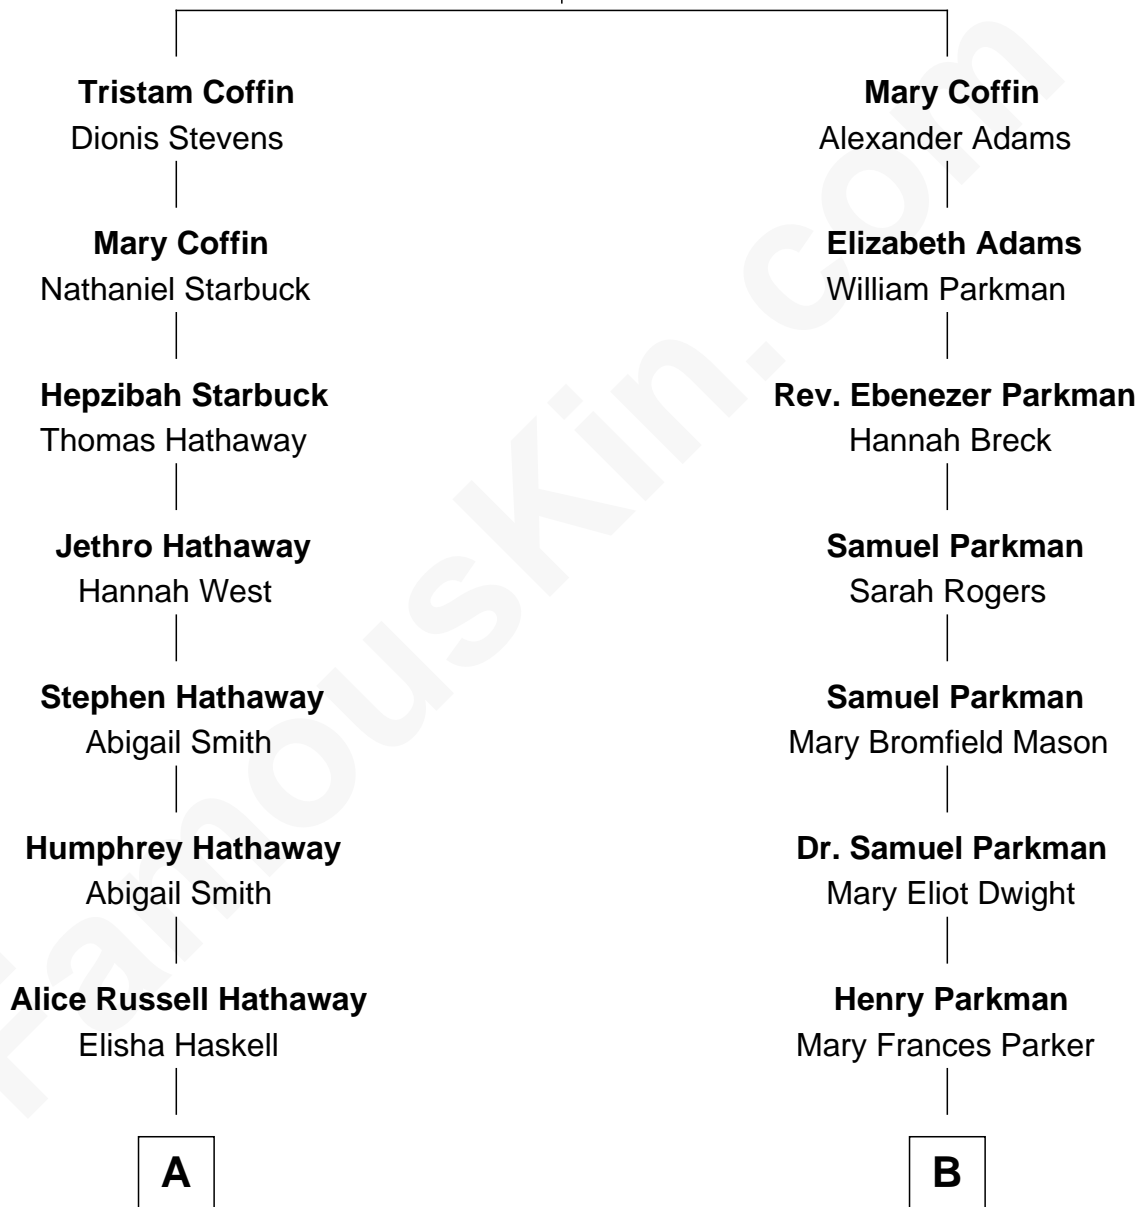 Tristam Coffin
Dionis Stevens
Mary Coffin
Nathaniel Starbuck
Hepzibah Starbuck
Thomas Hathaway
Jethro Hathaway
Hannah West
Stephen Hathaway
Abigail Smith
Humphrey Hathaway
Abigail Smith
Alice Russell Hathaway
Elisha Haskell
A
Mary Coffin
Alexander Adams
Elizabeth Adams
William Parkman
Rev. Ebenezer Parkman
Hannah Breck
Samuel Parkman
Sarah Rogers
Samuel Parkman
Mary Bromfield Mason
Dr. Samuel Parkman
Mary Eliot Dwight
Henry Parkman
Mary Frances Parker
B
FamousKin.com